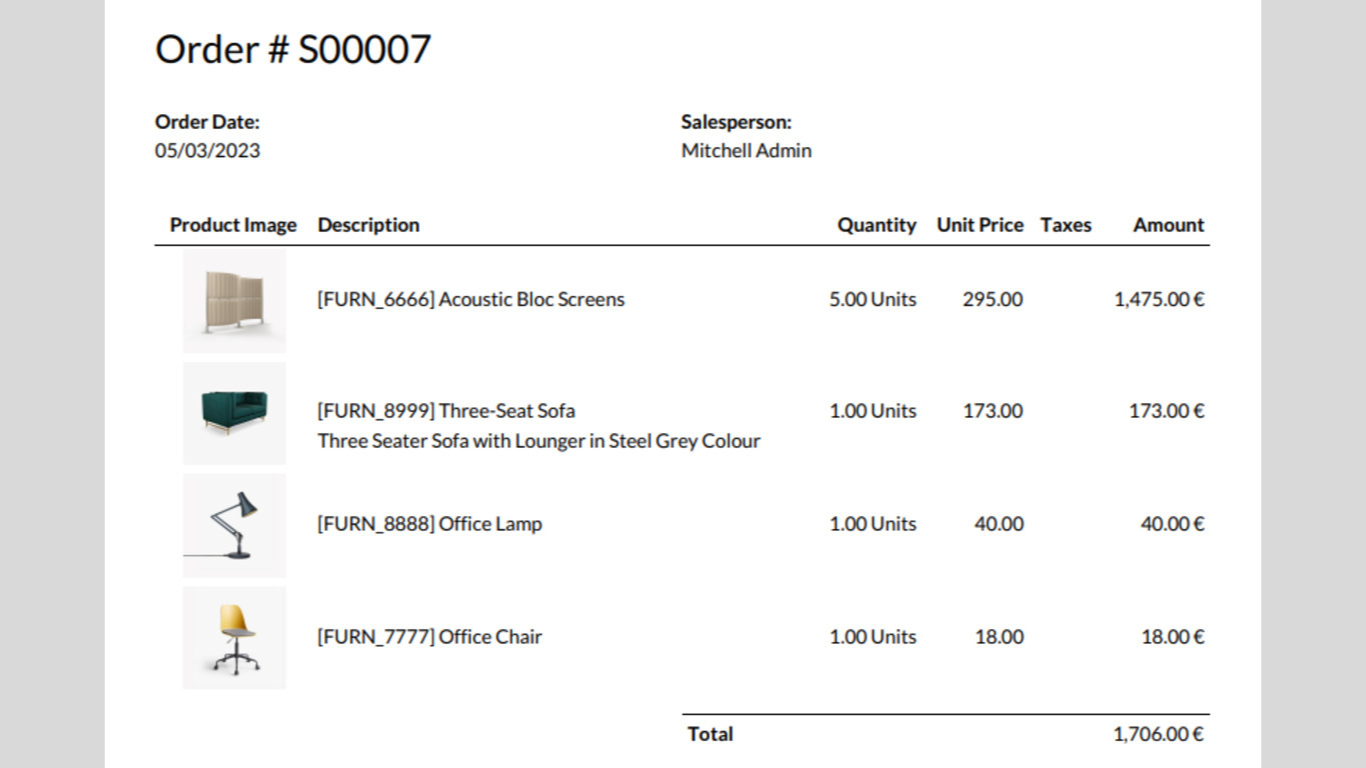 Order # S00007
Order Date: Salesperson:
05/03/2023 Mitchell Admin
Product Image Description Quantity Unit Price Taxes Amount
[FURN_6666] Acoustic Bloc Screens 5.00 Units 295.00 1,475.00 €
[FURN_8999] Three-Seat Sofa 1.00 Units 173.00 173.00 €
Three Seater Sofa with Lounger in Steel Grey Colour
[FURN_8888] Office Lamp 1.00 Units 40.00 40.00 €
[FURN_7777] Office Chair 1.00 Units 18.00 18.00 €
Total 1,706.00 €